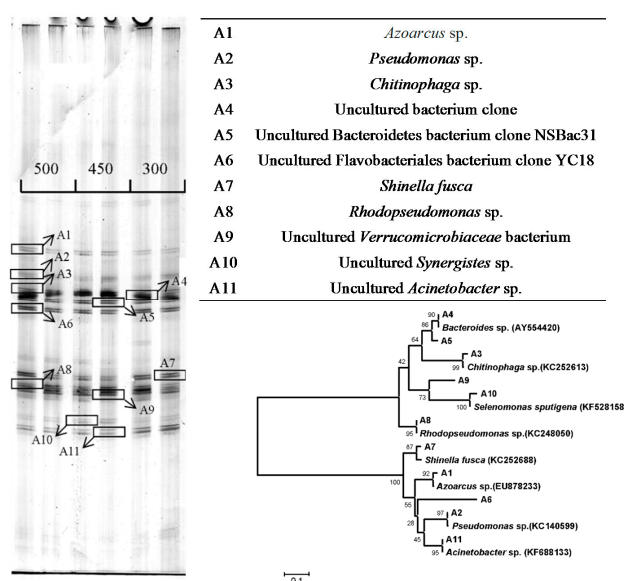 500 450 300
A1
A2
A3
A4
A5
A6
A7
A8
A9
A10
A11
A1 Azoarcus sp.
A2 Pseudomonas sp.
A3 Chitinophaga sp.
A4 Uncultured bacterium clone
A5 Uncultured Bacteroidetes bacterium clone NSBac31
A6 Uncultured Flavobacteriales bacterium clone YC18
A7 Shinella fusca
A8 Rhodopseudomonas sp.
A9 Uncultured Verrucomicrobiaceae bacterium
A10 Uncultured Synergistes sp.
A11 Uncultured Acinetobacter sp.
90 A4
86 Bacteroides sp. (AY554420)
64 A5
A3
99 Chitinophaga sp.(KC252613)
42
A9
73 A10
100 Selenomonas sputigena (KF528158
A8
95 Rhodopseudomonas sp.(KC248050)
87 A7
Shinella fusca (KC252688)
100
92 A1
Azoarcus sp.(EU878233)
55 A6
28
97 A2
Pseudomonas sp.(KC140599)
45 A11
95 Acinetobacter sp. (KF688133)
0.1